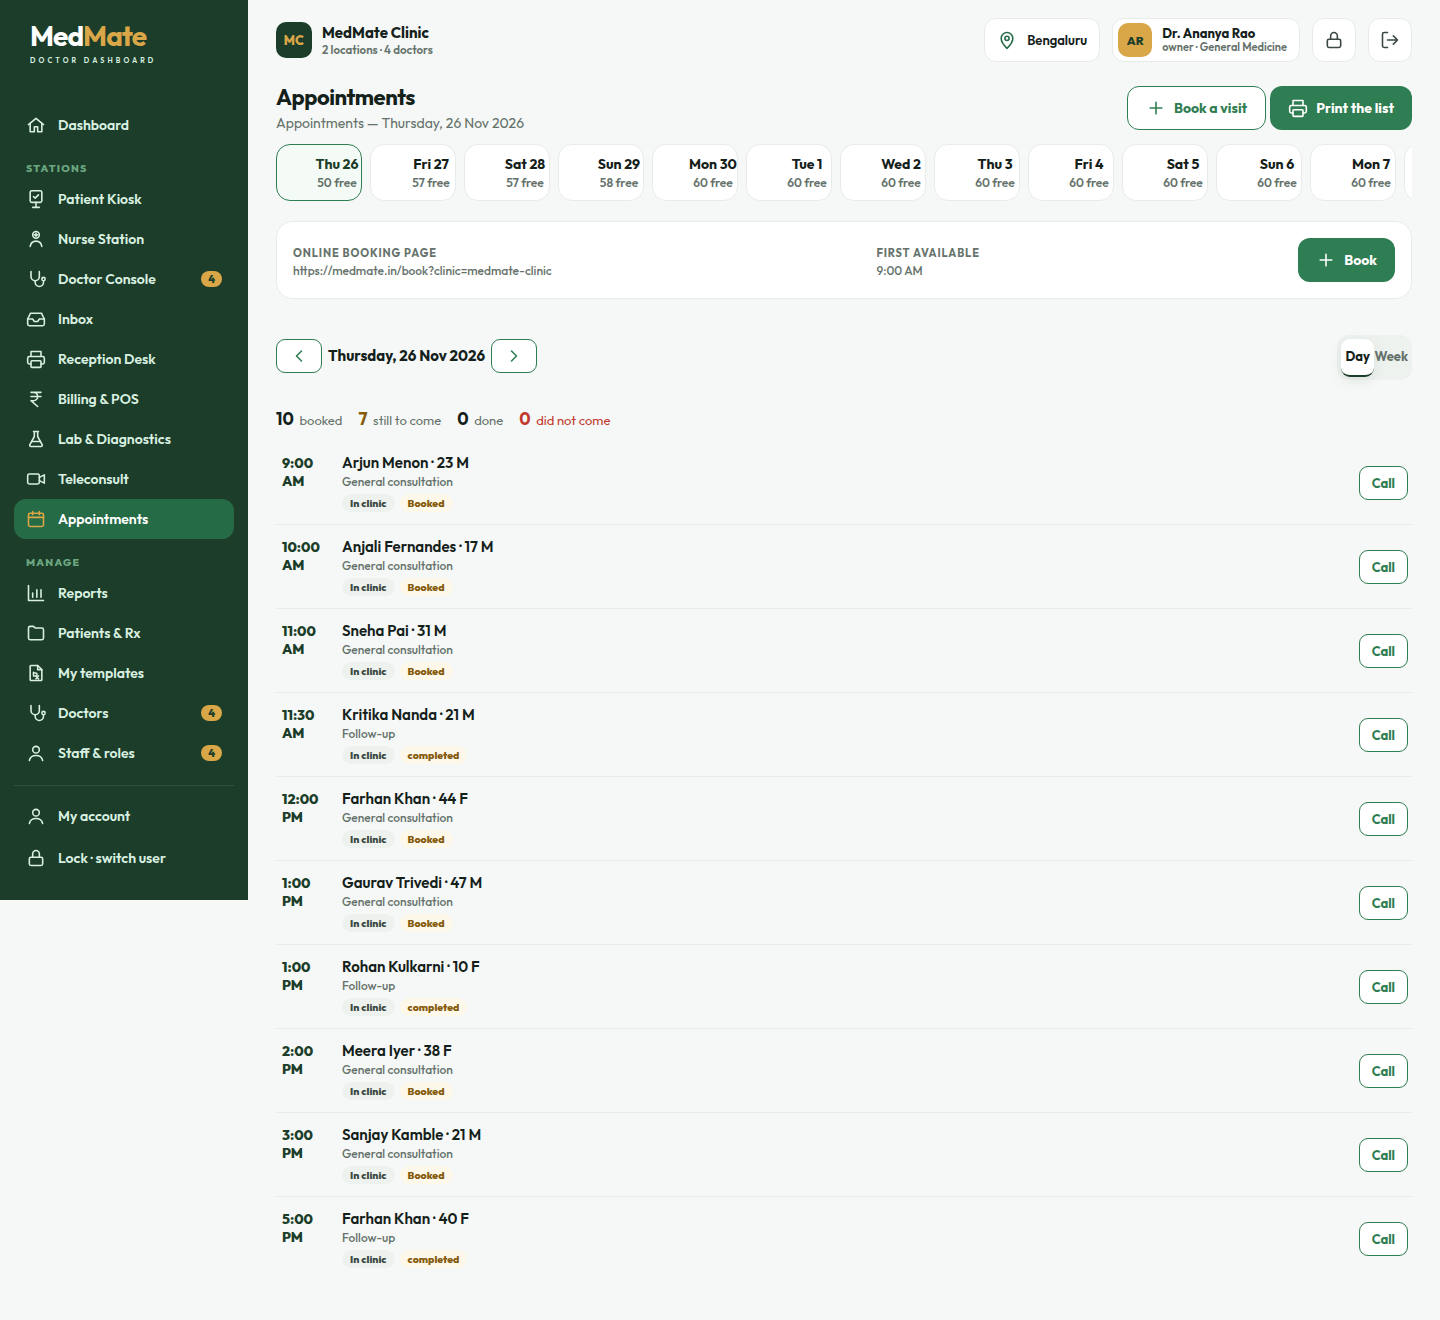 MedMate
DOCTOR DASHBOARD
Dashboard
STATIONS
Patient Kiosk
Nurse Station
Doctor Console 4
Inbox
Reception Desk
Billing & POS
Lab & Diagnostics
Teleconsult
Appointments
MANAGE
Reports
Patients & Rx
My templates
Doctors 4
Staff & roles 4
My account
Lock · switch user
MC
MedMate Clinic
2 locations · 4 doctors
Bengaluru
AR
Dr. Ananya Rao
owner · General Medicine
Appointments
Appointments — Thursday, 26 Nov 2026
Book a visit
Print the list
Thu 26
50 free
Fri 27
57 free
Sat 28
57 free
Sun 29
58 free
Mon 30
60 free
Tue 1
60 free
Wed 2
60 free
Thu 3
60 free
Fri 4
60 free
Sat 5
60 free
Sun 6
60 free
Mon 7
60 free
ONLINE BOOKING PAGE
https://medmate.in/book?clinic=medmate-clinic
FIRST AVAILABLE
9:00 AM
Book
Thursday, 26 Nov 2026
Day Week
10 booked 7 still to come 0 done 0 did not come
9:00 AM
Arjun Menon · 23 M
General consultation
In clinic Booked
Call
10:00 AM
Anjali Fernandes · 17 M
General consultation
In clinic Booked
Call
11:00 AM
Sneha Pai · 31 M
General consultation
In clinic Booked
Call
11:30 AM
Kritika Nanda · 21 M
Follow-up
In clinic completed
Call
12:00 PM
Farhan Khan · 44 F
General consultation
In clinic Booked
Call
1:00 PM
Gaurav Trivedi · 47 M
General consultation
In clinic Booked
Call
1:00 PM
Rohan Kulkarni · 10 F
Follow-up
In clinic completed
Call
2:00 PM
Meera Iyer · 38 F
General consultation
In clinic Booked
Call
3:00 PM
Sanjay Kamble · 21 M
General consultation
In clinic Booked
Call
5:00 PM
Farhan Khan · 40 F
Follow-up
In clinic completed
Call